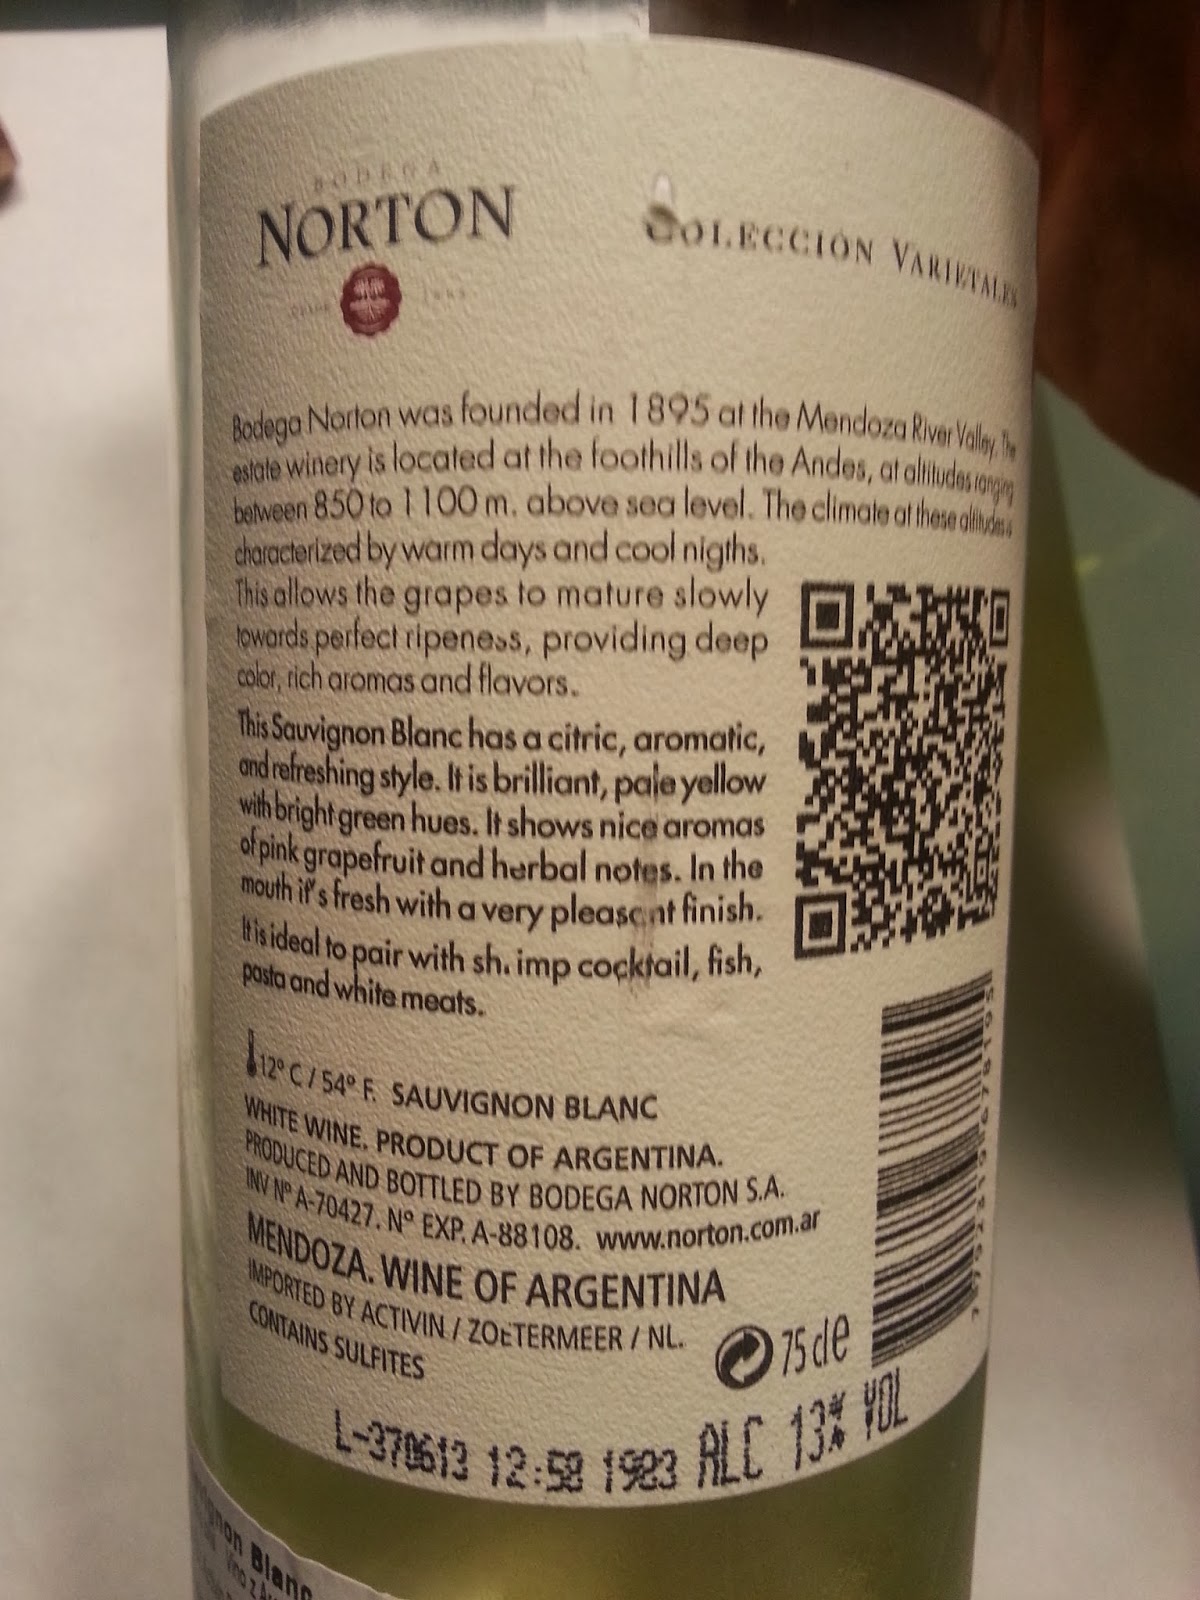 BODEGA
NORTON
COLECCIÓN VARIETALES
Bodega Norton was founded in 1895 at the Mendoza River Valley. The
estate winery is located at the foothills of the Andes, at altitudes ranging
between 850 to 1100 m. above sea level. The climate at these altitudes is
characterized by warm days and cool nigths.
This allows the grapes to mature slowly
towards perfect ripeness, providing deep
color, rich aromas and flavors.
This Sauvignon Blanc has a citric, aromatic,
and refreshing style. It is brilliant, pale yellow
with bright green hues. It shows nice aromas
of pink grapefruit and herbal notes. In the
mouth it's fresh with a very pleasant finish.
It is ideal to pair with shrimp cocktail, fish,
pasta and white meats.
12° C / 54° F. SAUVIGNON BLANC
WHITE WINE. PRODUCT OF ARGENTINA.
PRODUCED AND BOTTLED BY BODEGA NORTON S.A.
INV N° A-70427. N° EXP. A-88108. www.norton.com.ar
MENDOZA. WINE OF ARGENTINA
IMPORTED BY ACTIVIN / ZOETERMEER / NL.
CONTAINS SULFITES
75 cl e
L-370613 12:58 1983 ALC 13% VOL
Blanc
Vino z